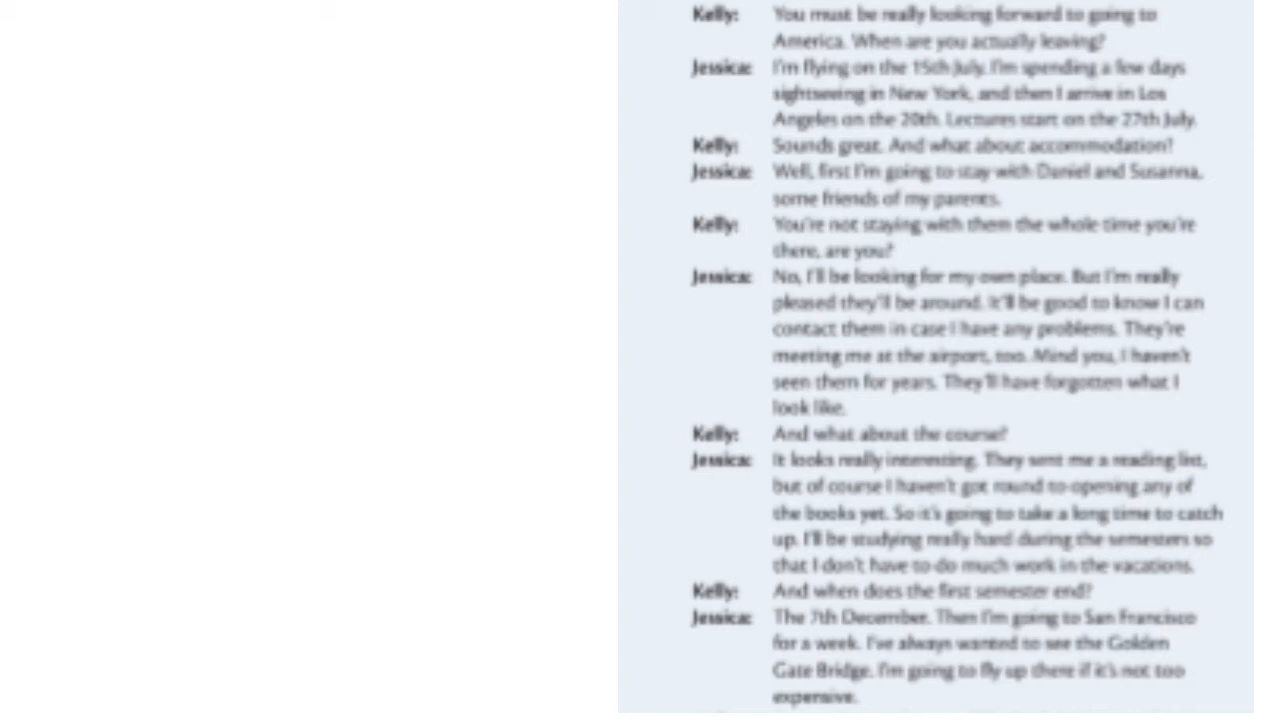 Kelly: You must be really looking forward to going to
America. When are you actually leaving?
Jessica: I'm flying on the 15th July. I'm spending a few days
sightseeing in New York, and then I arrive in Los
Angeles on the 20th. Lectures start on the 27th July.
Kelly: Sounds great. And what about accommodation?
Jessica: Well, first I'm going to stay with Daniel and Susanna,
some friends of my parents.
Kelly: You're not staying with them the whole time you're
there, are you?
Jessica: No, I'll be looking for my own place. But I'm really
pleased they'll be around. It'll be good to know I can
contact them in case I have any problems. They're
meeting me at the airport, too. Mind you, I haven't
seen them for years. They'll have forgotten what I
look like.
Kelly: And what about the course?
Jessica: It looks really interesting. They sent me a reading list,
but of course I haven't got round to opening any of
the books yet. So it's going to take a long time to catch
up. I'll be studying really hard during the semesters so
that I don't have to do much work in the vacations.
Kelly: And when does the first semester end?
Jessica: The 7th December. Then I'm going to San Francisco
for a week. I've always wanted to see the Golden
Gate Bridge. I'm going to fly up there if it's not too
expensive.